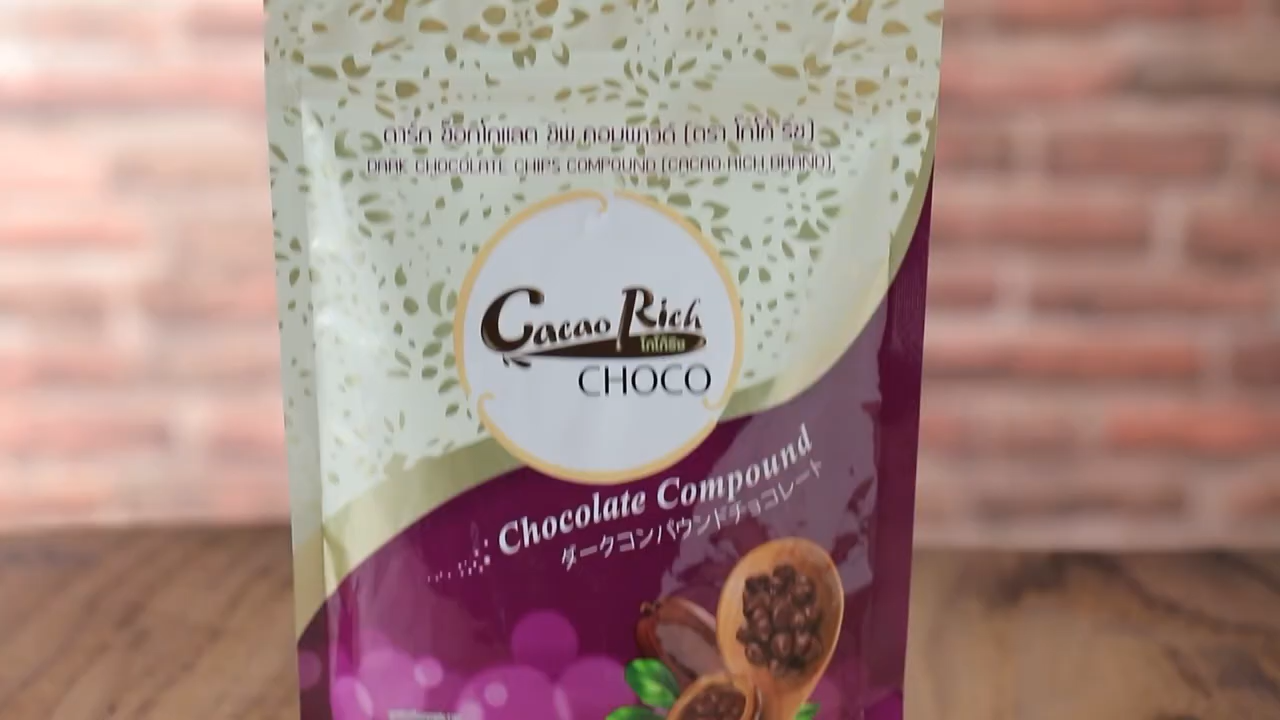 ดาร์ก ช็อกโกแลต ชิพ คอมพาวด์ (ตรา โกโก้ ริช)
DARK CHOCOLATE CHIPS COMPOUND (CACAO RICH BRAND)
Cacao Rich
โกโก้ริช
CHOCO
Chocolate Compound
ダークコンパウンドチョコレート